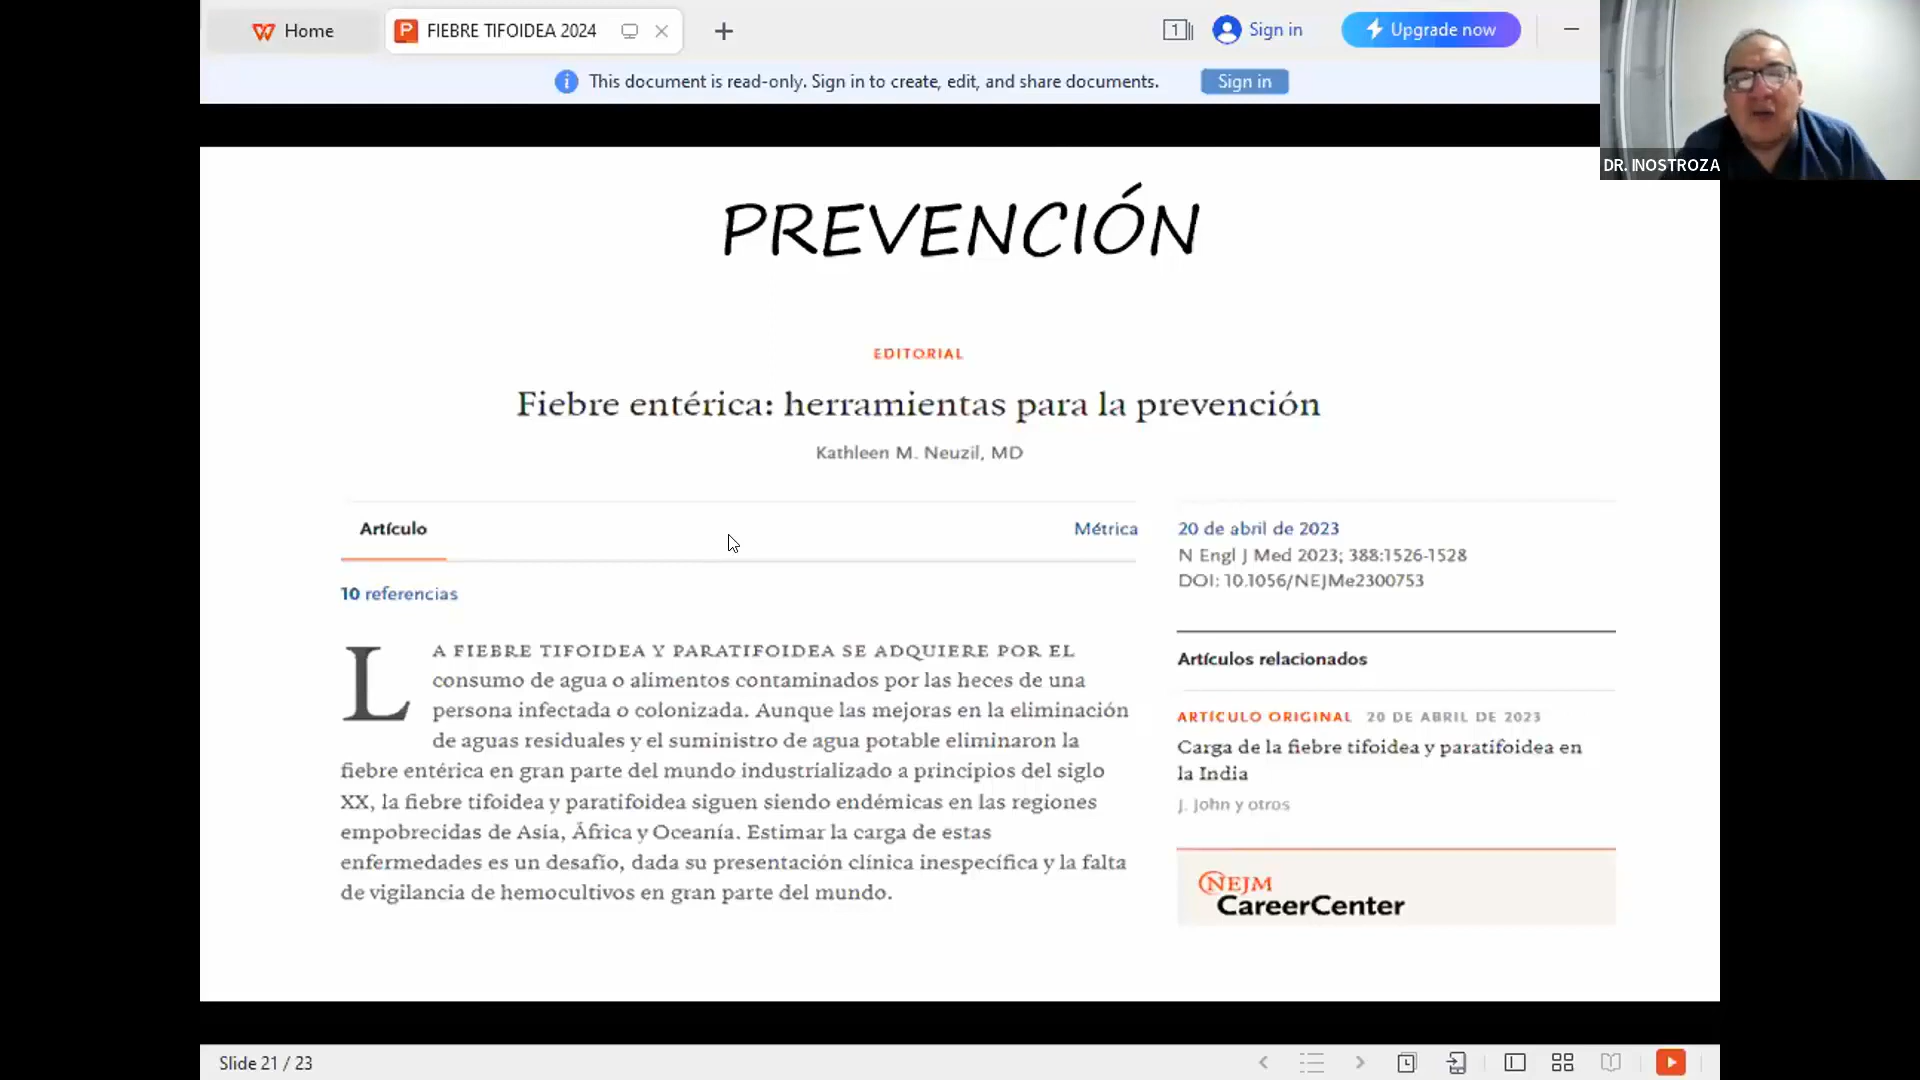 Home
FIEBRE TIFOIDEA 2024
1
Sign in
Upgrade now
This document is read-only. Sign in to create, edit, and share documents.
Sign in
DR. INOSTROZA
PREVENCIÓN
EDITORIAL
Fiebre entérica: herramientas para la prevención
Kathleen M. Neuzil, MD
Artículo
Métrica
10 referencias
LA FIEBRE TIFOIDEA Y PARATIFOIDEA SE ADQUIERE POR EL
consumo de agua o alimentos contaminados por las heces de una
persona infectada o colonizada. Aunque las mejoras en la eliminación
de aguas residuales y el suministro de agua potable eliminaron la
fiebre entérica en gran parte del mundo industrializado a principios del siglo
XX, la fiebre tifoidea y paratifoidea siguen siendo endémicas en las regiones
empobrecidas de Asia, África y Oceanía. Estimar la carga de estas
enfermedades es un desafío, dada su presentación clínica inespecífica y la falta
de vigilancia de hemocultivos en gran parte del mundo.
20 de abril de 2023
N Engl J Med 2023; 388:1526-1528
DOI: 10.1056/NEJMe2300753
Artículos relacionados
ARTÍCULO ORIGINAL 20 DE ABRIL DE 2023
Carga de la fiebre tifoidea y paratifoidea en
la India
J. John y otros
NEJM
CareerCenter
Slide 21 / 23